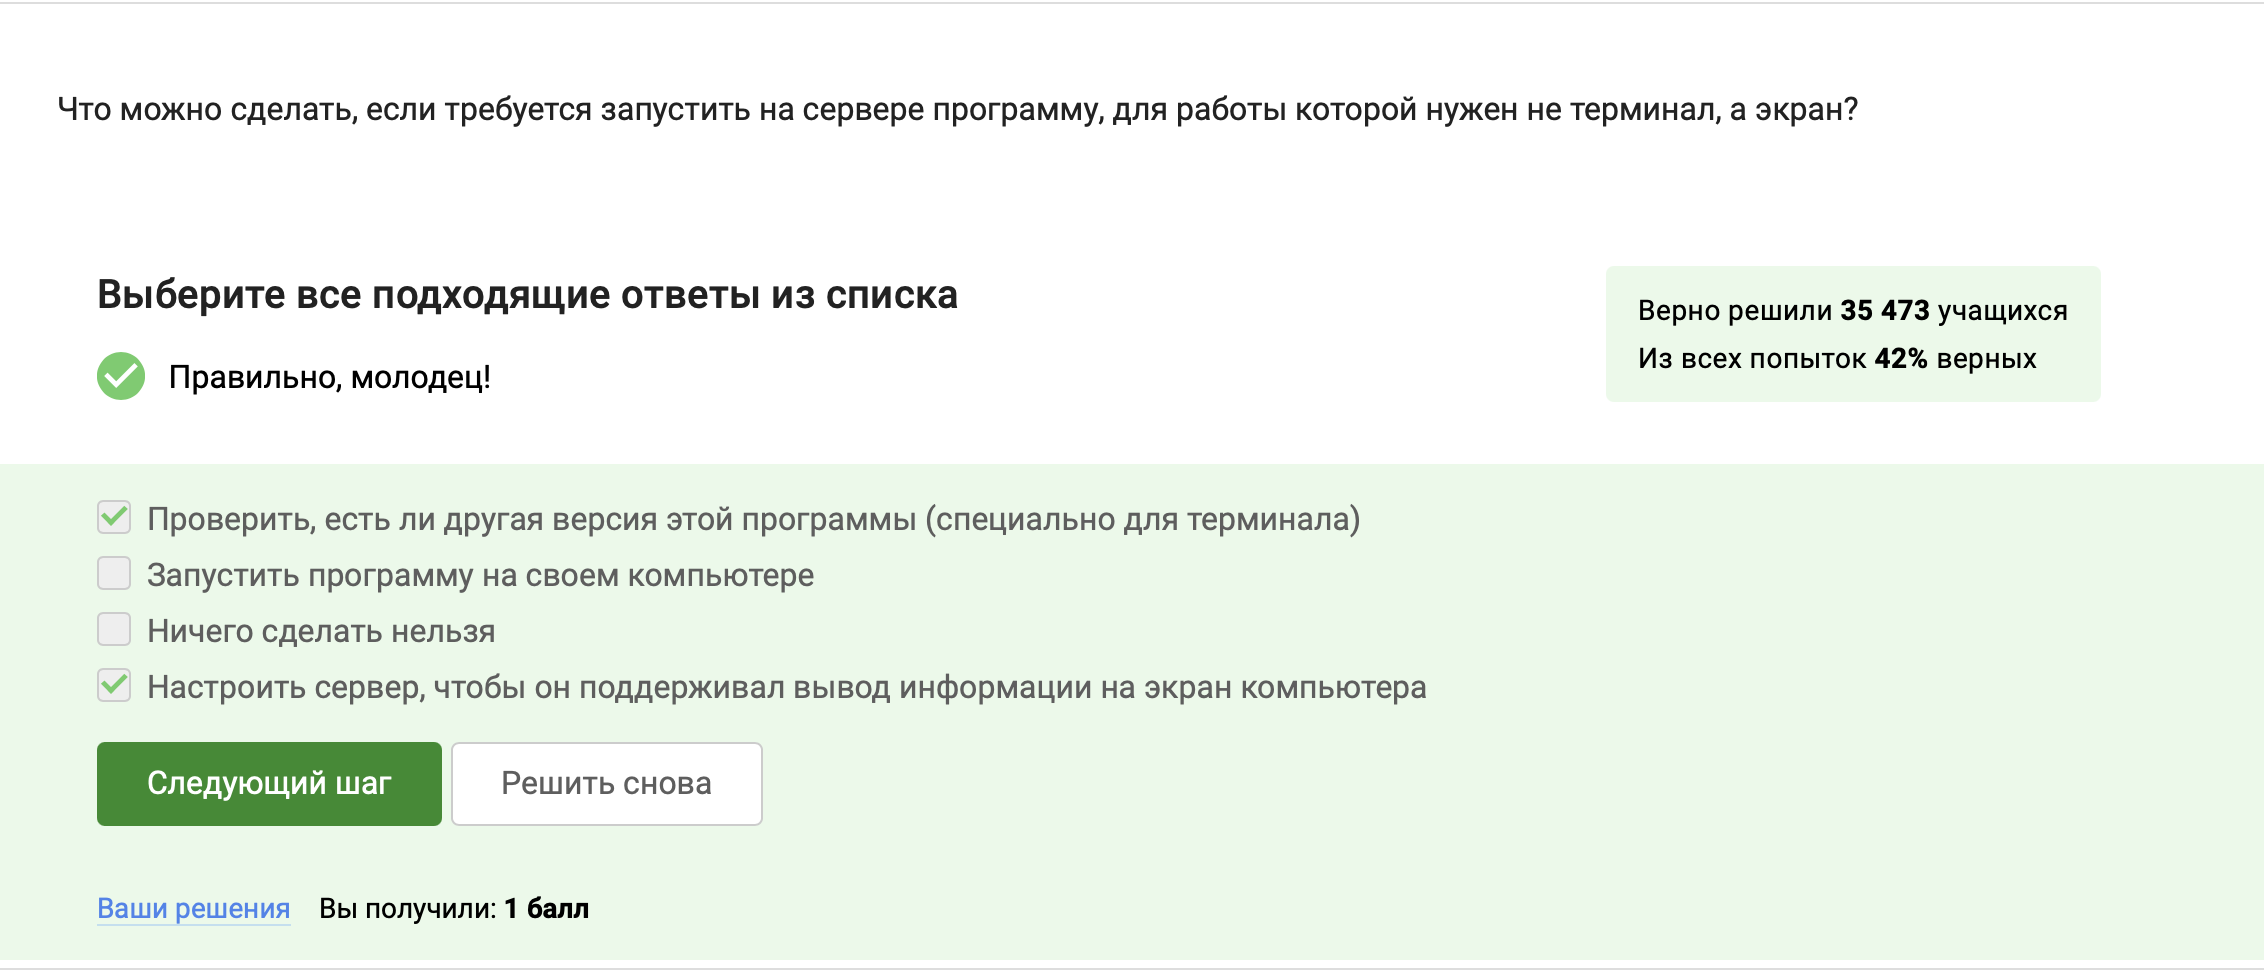 Что можно сделать, если требуется запустить на сервере программу, для работы которой нужен не терминал, а экран?
Выберите все подходящие ответы из списка
Правильно, молодец!
Верно решили 35 473 учащихся
Из всех попыток 42% верных
Проверить, есть ли другая версия этой программы (специально для терминала)
Запустить программу на своем компьютере
Ничего сделать нельзя
Настроить сервер, чтобы он поддерживал вывод информации на экран компьютера
Следующий шаг
Решить снова
Ваши решения Вы получили: 1 балл